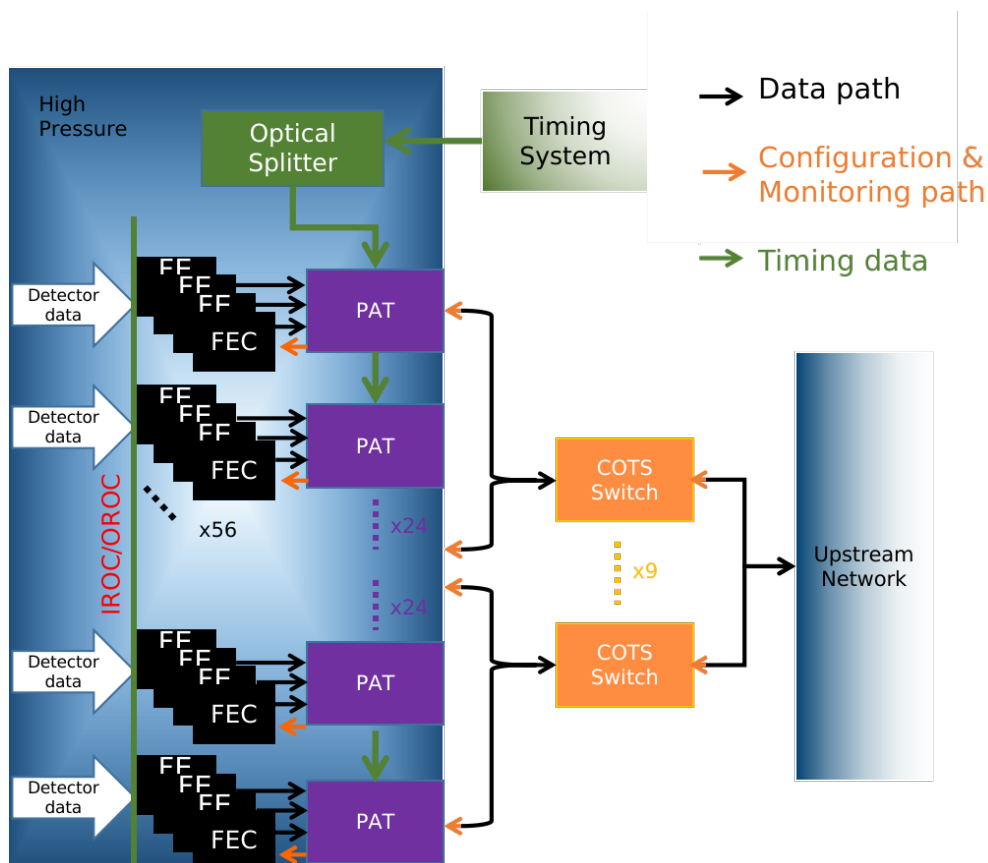 High
Pressure
Optical
Splitter
Timing
System
Data path
Configuration &
Monitoring path
Timing data
Detector
data
FE
FE
FE
FEC
PAT
Detector
data
FE
FE
FE
FEC
PAT
IROC/OROC
x56
x24
x24
COTS
Switch
x9
COTS
Switch
Upstream
Network
Detector
data
FE
FE
FE
FEC
PAT
Detector
data
FE
FE
FE
FEC
PAT